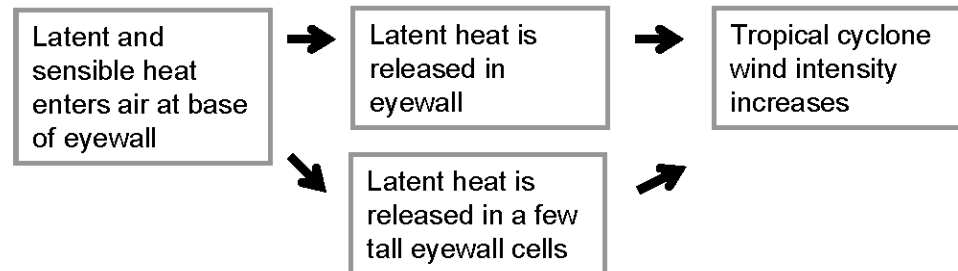 Latent and
sensible heat
enters air at base
of eyewall
Latent heat is
released in
eyewall
Tropical cyclone
wind intensity
increases
Latent heat is
released in a few
tall eyewall cells